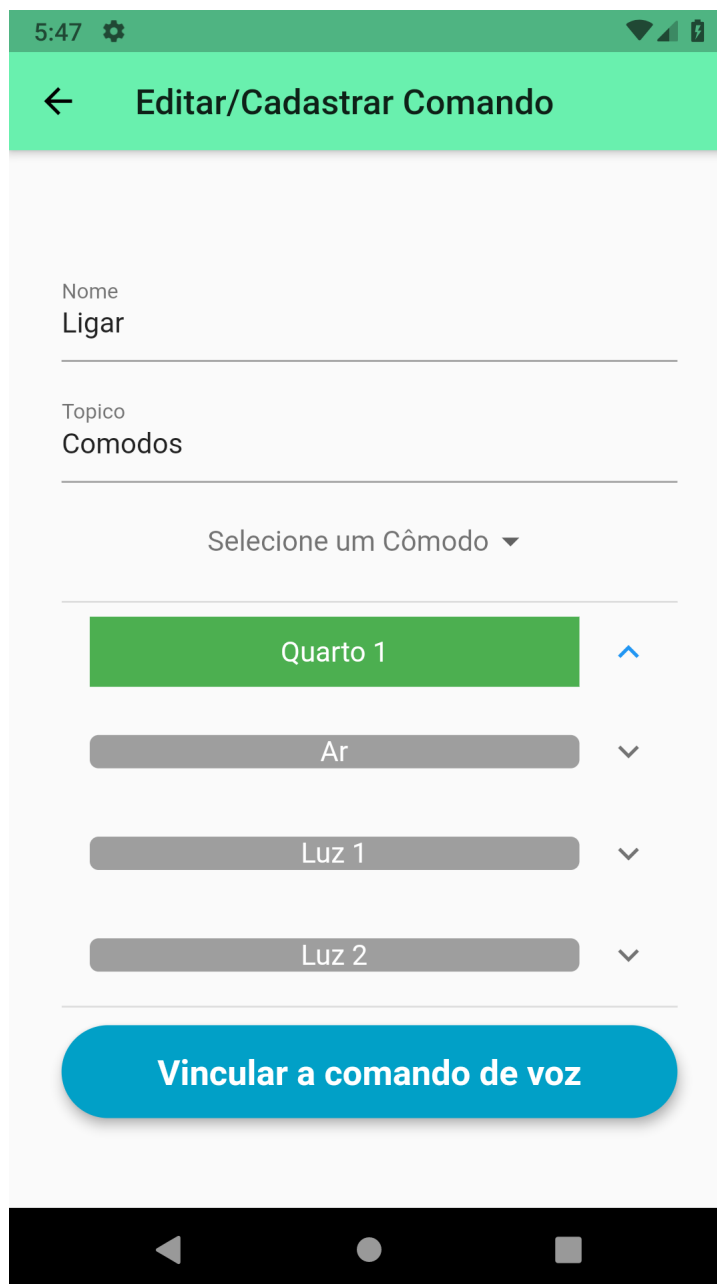 5:47
Editar/Cadastrar Comando
Nome
Ligar
Topico
Comodos
Selecione um Cômodo
Quarto 1
Ar
Luz 1
Luz 2
Vincular a comando de voz